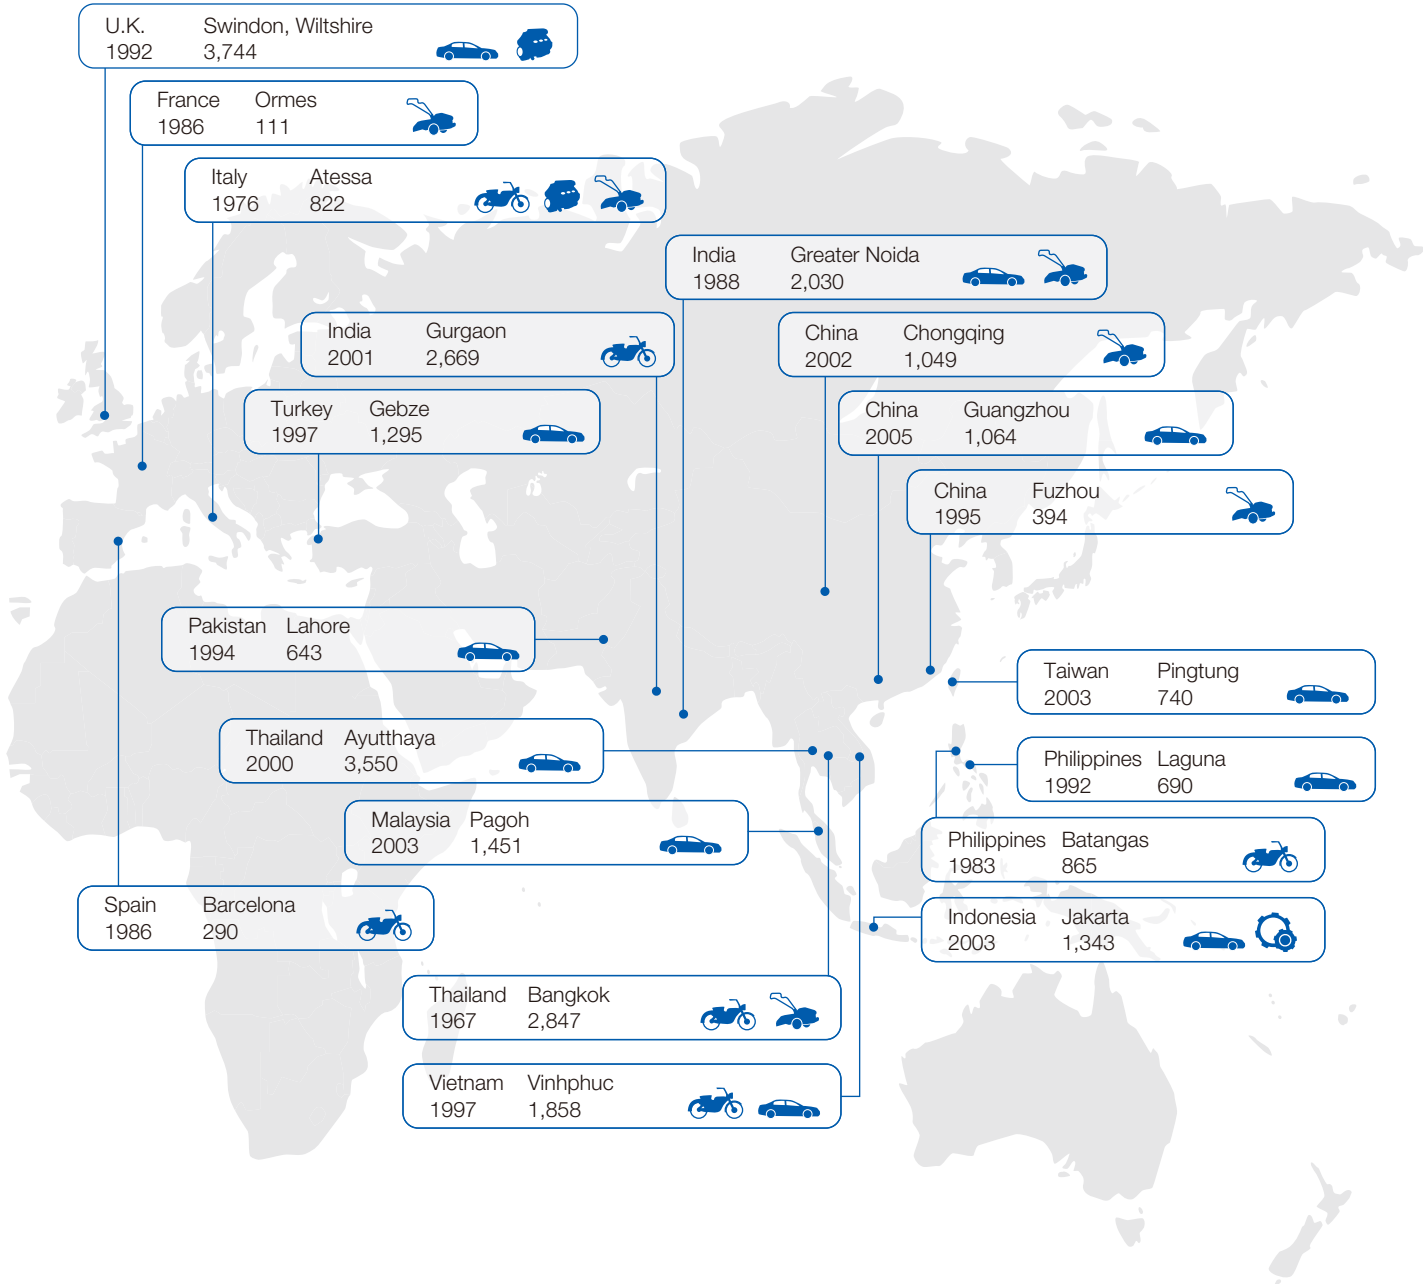 U.K. Swindon, Wiltshire
1992 3,744
France Ormes
1986 111
Italy Atessa
1976 822
India Greater Noida
1988 2,030
India Gurgaon
2001 2,669
China Chongqing
2002 1,049
Turkey Gebze
1997 1,295
China Guangzhou
2005 1,064
China Fuzhou
1995 394
Pakistan Lahore
1994 643
Taiwan Pingtung
2003 740
Thailand Ayutthaya
2000 3,550
Philippines Laguna
1992 690
Malaysia Pagoh
2003 1,451
Philippines Batangas
1983 865
Spain Barcelona
1986 290
Indonesia Jakarta
2003 1,343
Thailand Bangkok
1967 2,847
Vietnam Vinhphuc
1997 1,858